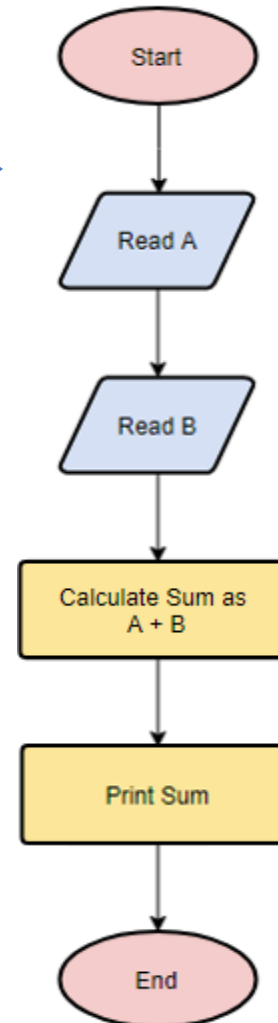 Start
Read A
Read B
Calculate Sum as
A + B
Print Sum
End